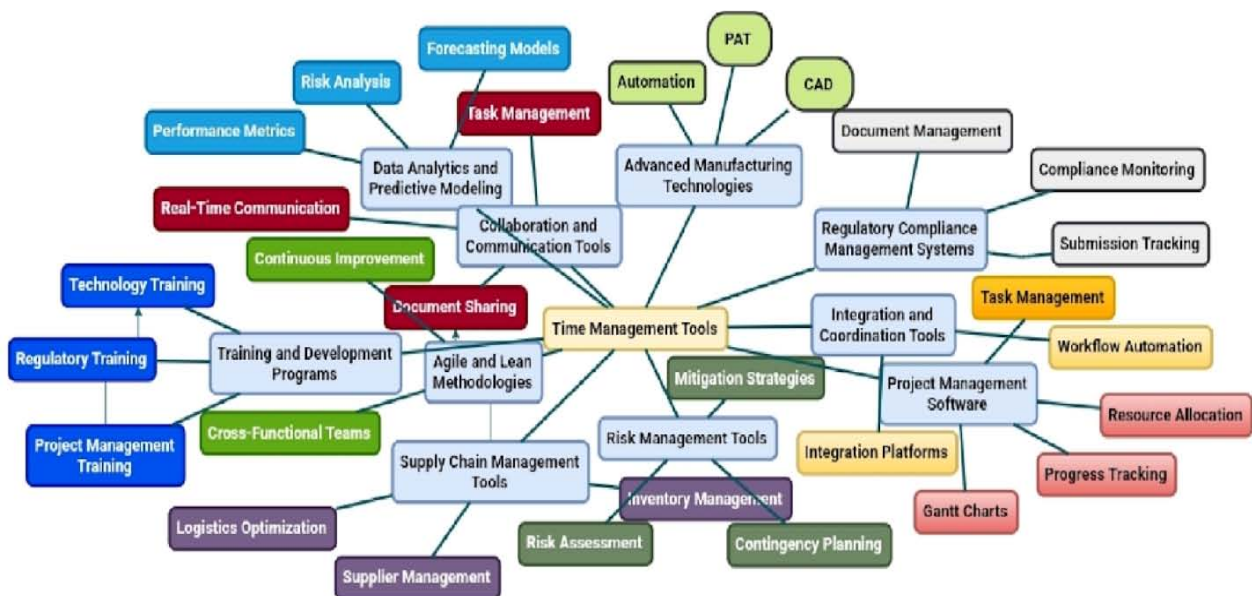 Forecasting Models
PAT
Risk Analysis
Automation
CAD
Task Management
Performance Metrics
Document Management
Data Analytics and
Predictive Modeling
Advanced Manufacturing
Technologies
Compliance Monitoring
Real-Time Communication
Collaboration and
Communication Tools
Regulatory Compliance
Management Systems
Submission Tracking
Continuous Improvement
Technology Training
Document Sharing
Time Management Tools
Integration and
Coordination Tools
Task Management
Regulatory Training
Training and Development
Programs
Agile and Lean
Methodologies
Workflow Automation
Mitigation Strategies
Project Management
Software
Resource Allocation
Project Management
Training
Cross-Functional Teams
Risk Management Tools
Integration Platforms
Supply Chain Management
Tools
Progress Tracking
Inventory Management
Gantt Charts
Logistics Optimization
Risk Assessment
Contingency Planning
Supplier Management